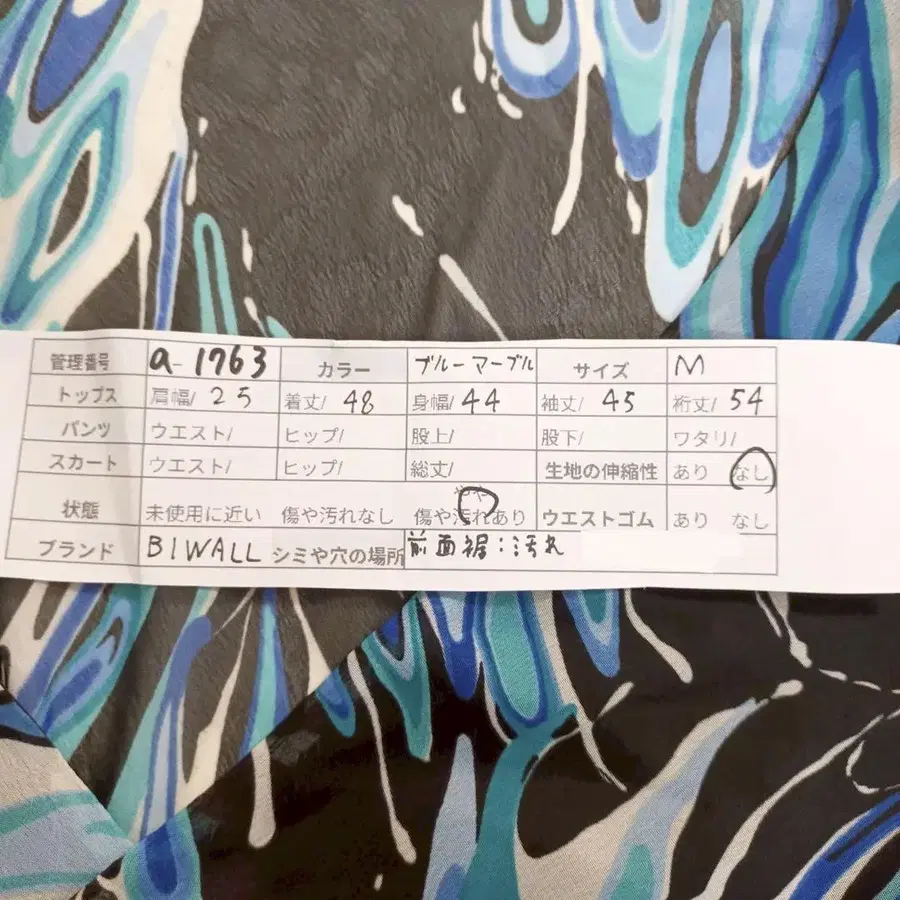 管理番号 a-1763 カラー ブルーマーブル サイズ M
トップス 肩幅/ 25 着丈/ 48 身幅/ 44 袖丈/ 45 裄丈/ 54
パンツ ウエスト/ ヒップ/ 股上/ 股下/ ワタリ/
スカート ウエスト/ ヒップ/ 総丈/ 生地の伸縮性 あり なし
やや
状態 未使用に近い 傷や汚れなし 傷や汚れあり ウエストゴム あり なし
ブランド BIWALL シミや穴の場所 前面裾:汚れ